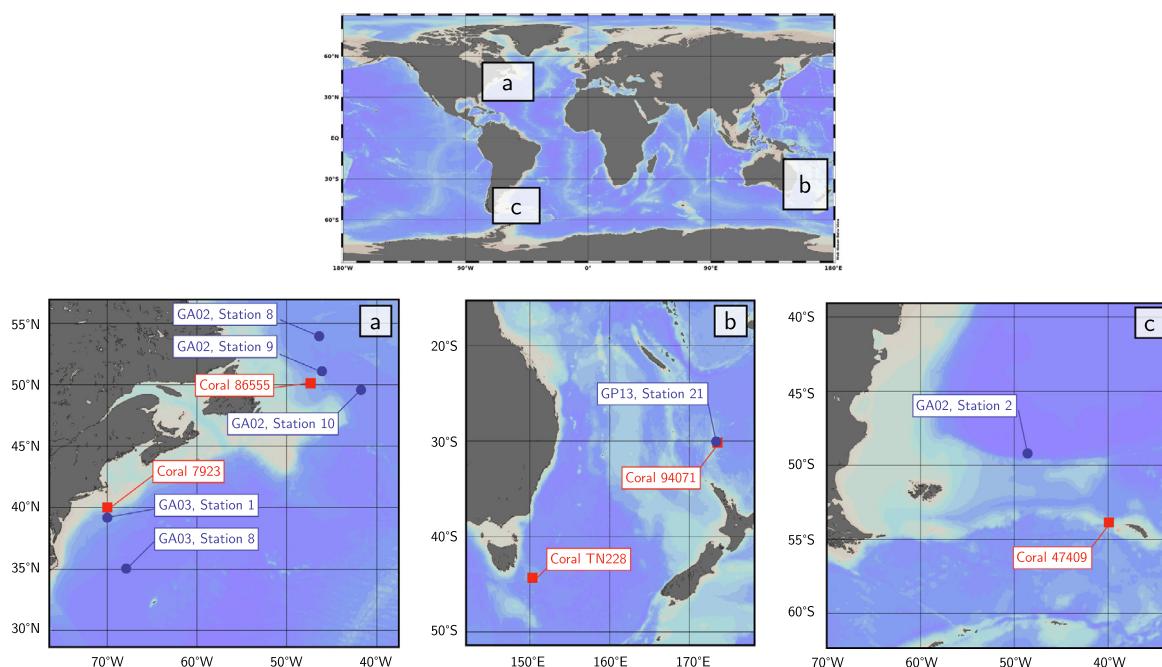 60°N
30°N
EQ
30°S
60°S
180°W
90°W
0°
90°E
180°E
a
b
c
a
GA02, Station 8
GA02, Station 9
Coral 86555
GA02, Station 10
Coral 7923
GA03, Station 1
GA03, Station 8
55°N
50°N
45°N
40°N
35°N
30°N
70°W
60°W
50°W
40°W
b
GP13, Station 21
Coral 94071
Coral TN228
20°S
30°S
40°S
50°S
150°E
160°E
170°E
c
GA02, Station 2
Coral 47409
40°S
45°S
50°S
55°S
60°S
70°W
60°W
50°W
40°W